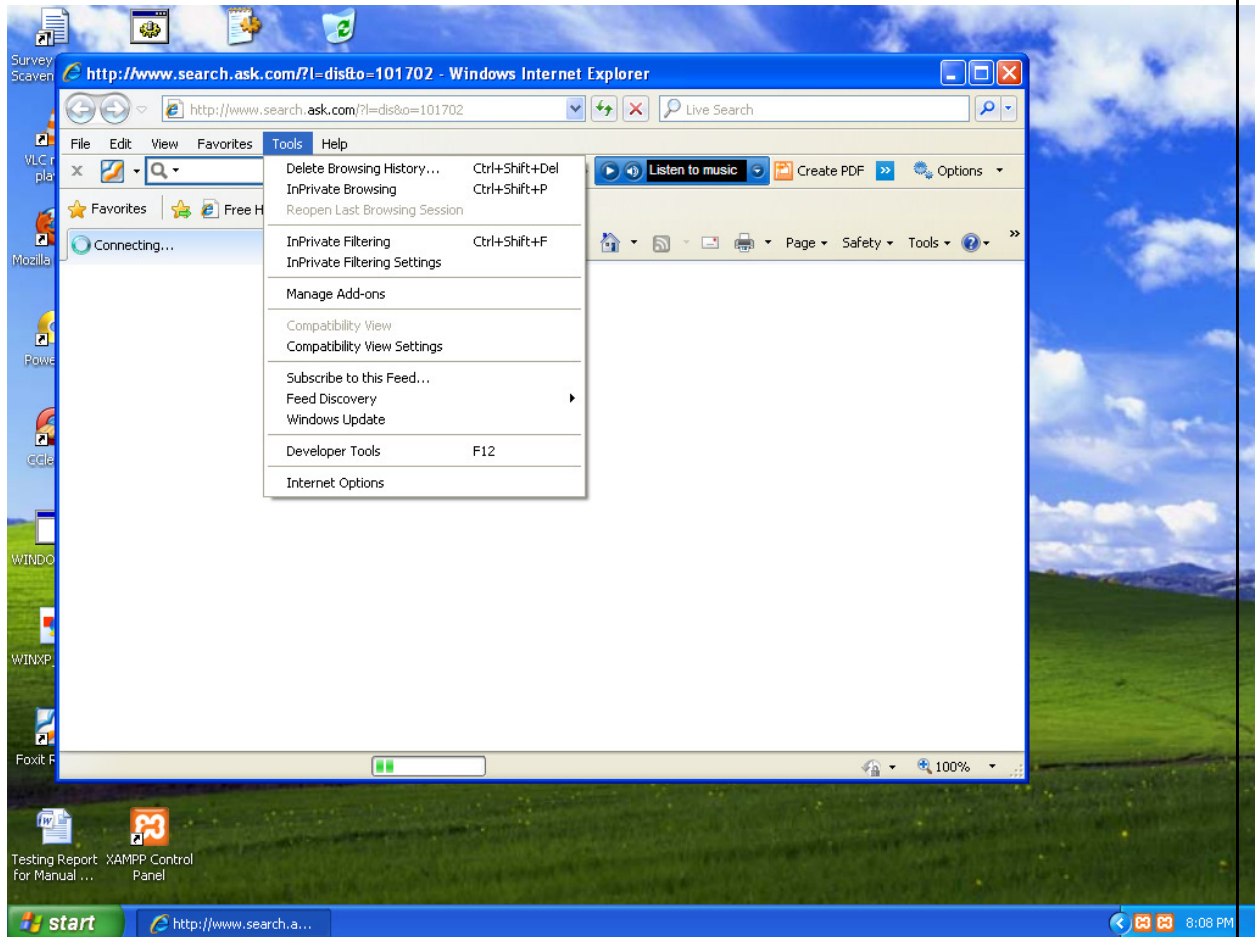 Survey
Scaven
http://www.search.ask.com/?l=dis&o=101702 - Windows Internet Explorer
http://www.search.ask.com/?l=dis&o=101702
Live Search
File Edit View Favorites Tools Help
Delete Browsing History... Ctrl+Shift+Del
InPrivate Browsing Ctrl+Shift+P
Reopen Last Browsing Session
InPrivate Filtering Ctrl+Shift+F
InPrivate Filtering Settings
Manage Add-ons
Compatibility View
Compatibility View Settings
Subscribe to this Feed...
Feed Discovery
Windows Update
Developer Tools F12
Internet Options
Listen to music
Create PDF
Options
Favorites
Free H
Connecting...
Page
Safety
Tools
VLC
pla
Mozilla
Powe
CCle
WINDO
WINXP_
Foxit R
100%
Testing Report
for Manual ...
XAMPP Control
Panel
start
http://www.search.a...
8:08 PM